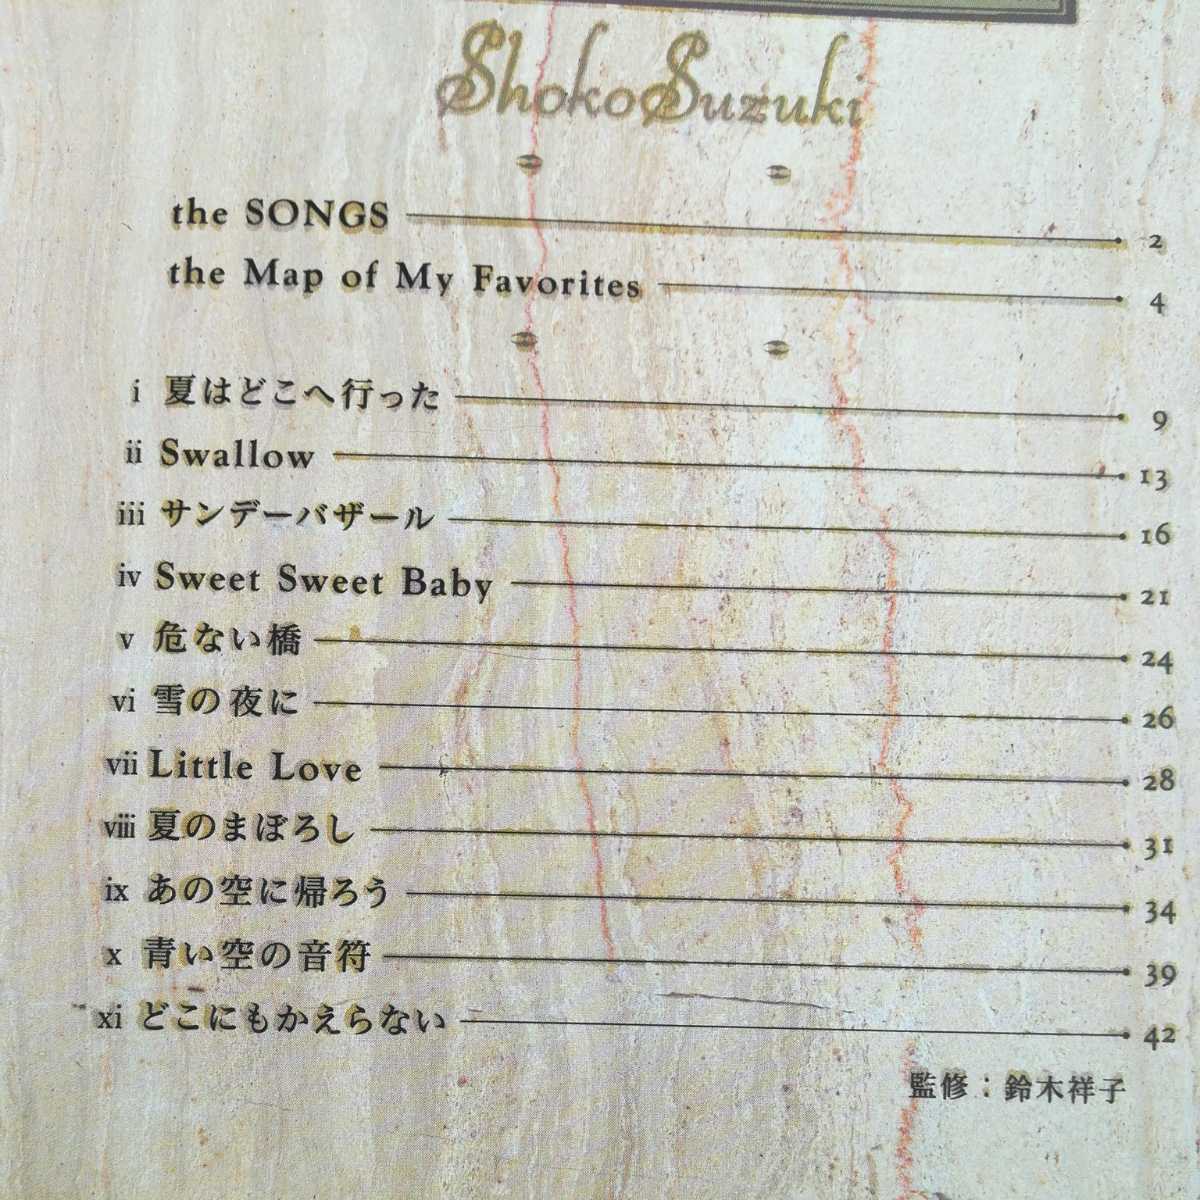 Shoko Suzuki
the SONGS 2
the Map of My Favorites 4
i 夏はどこへ行った 9
ii Swallow 13
iii サンデーバザール 16
iv Sweet Sweet Baby 21
v 危ない橋 24
vi 雪の夜に 26
vii Little Love 28
viii 夏のまぼろし 31
ix あの空に帰ろう 34
x 青い空の音符 39
xi どこにもかえらない 42
監修：鈴木祥子